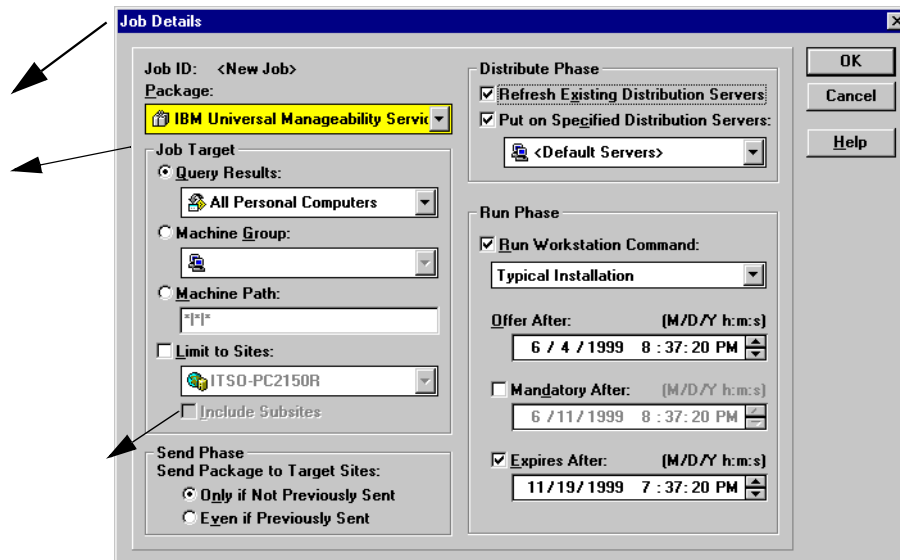 Job Details
Job ID: <New Job>
Package:
IBM Universal Manageability Servic
Job Target
Query Results:
All Personal Computers
Machine Group:
Machine Path:
*|*|*
Limit to Sites:
ITSO-PC2150R
Include Subsites
Send Phase
Send Package to Target Sites:
Only if Not Previously Sent
Even if Previously Sent
Distribute Phase
Refresh Existing Distribution Servers
Put on Specified Distribution Servers:
<Default Servers>
Run Phase
Run Workstation Command:
Typical Installation
Offer After: (M/D/Y h:m:s)
6 / 4 / 1999 8 : 37: 20 PM
Mandatory After: (M/D/Y h:m:s)
6 /11/ 1999 8 : 37: 20 PM
Expires After: (M/D/Y h:m:s)
11/19/ 1999 7 : 37: 20 PM
OK
Cancel
Help